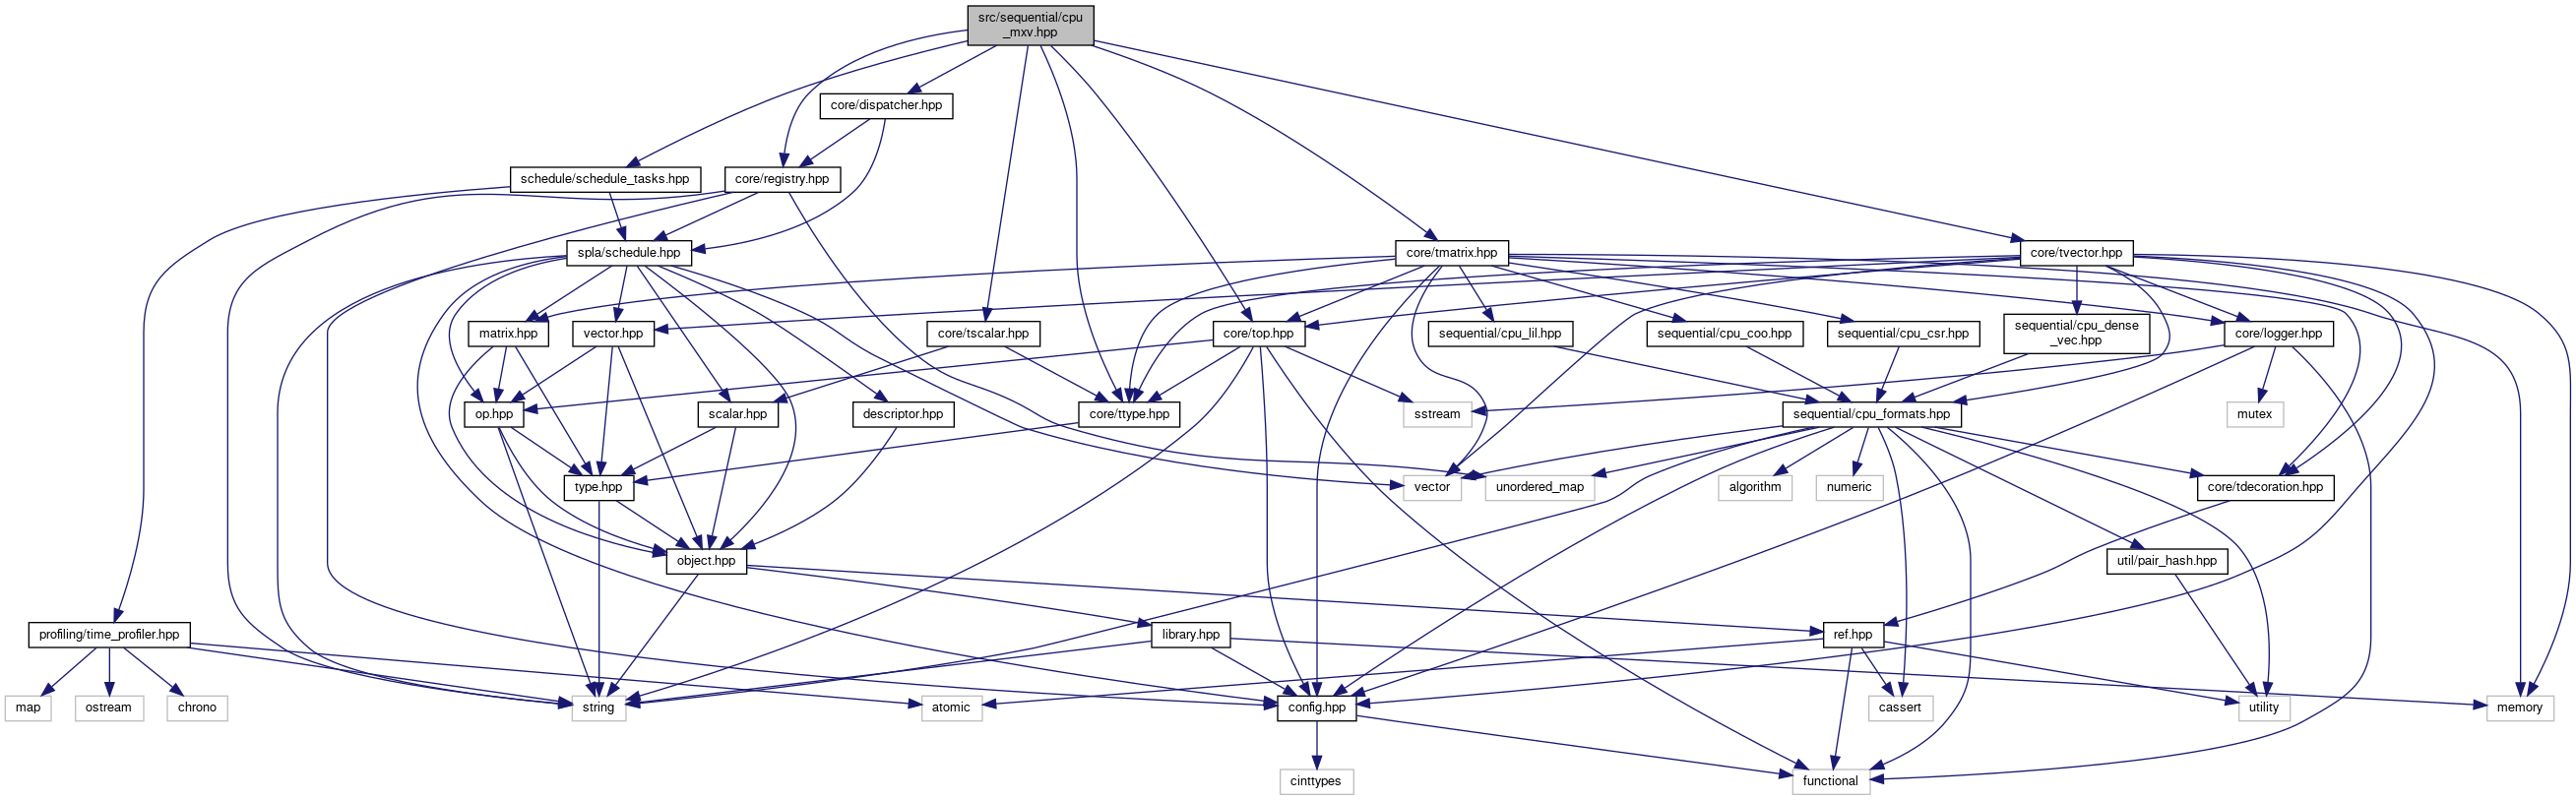 src/sequential/cpu
_mxv.hpp
core/dispatcher.hpp
schedule/schedule_tasks.hpp
core/registry.hpp
spla/schedule.hpp
core/tmatrix.hpp
core/tvector.hpp
matrix.hpp
vector.hpp
core/tscalar.hpp
core/top.hpp
sequential/cpu_lil.hpp
sequential/cpu_coo.hpp
sequential/cpu_csr.hpp
sequential/cpu_dense
_vec.hpp
core/logger.hpp
op.hpp
scalar.hpp
descriptor.hpp
core/ttype.hpp
sstream
sequential/cpu_formats.hpp
mutex
type.hpp
vector
unordered_map
algorithm
numeric
core/tdecoration.hpp
object.hpp
util/pair_hash.hpp
profiling/time_profiler.hpp
library.hpp
ref.hpp
map
ostream
chrono
string
atomic
config.hpp
cassert
utility
memory
cinttypes
functional